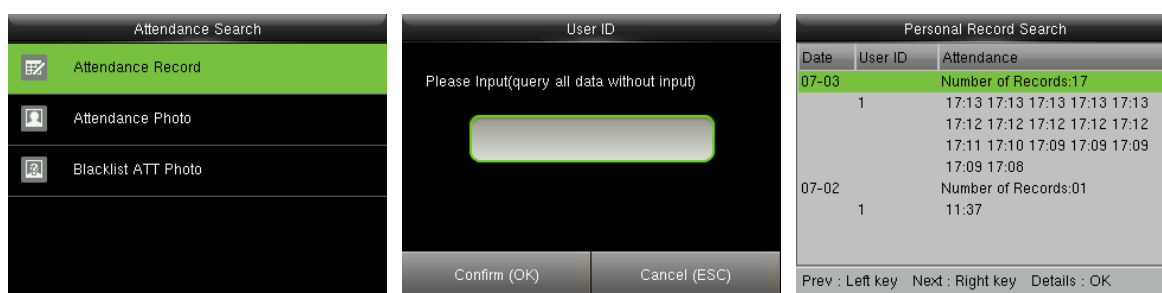 Attendance Search
Attendance Record
Attendance Photo
Blacklist ATT Photo
User ID
Please Input(query all data without input)
Confirm (OK) Cancel (ESC)
Personal Record Search
Date User ID Attendance
07-03 Number of Records:17
1 17:13 17:13 17:13 17:13 17:13
17:12 17:12 17:12 17:12 17:12
17:11 17:10 17:09 17:09 17:09
17:09 17:08
07-02 Number of Records:01
1 11:37
Prev : Left key Next : Right key Details : OK